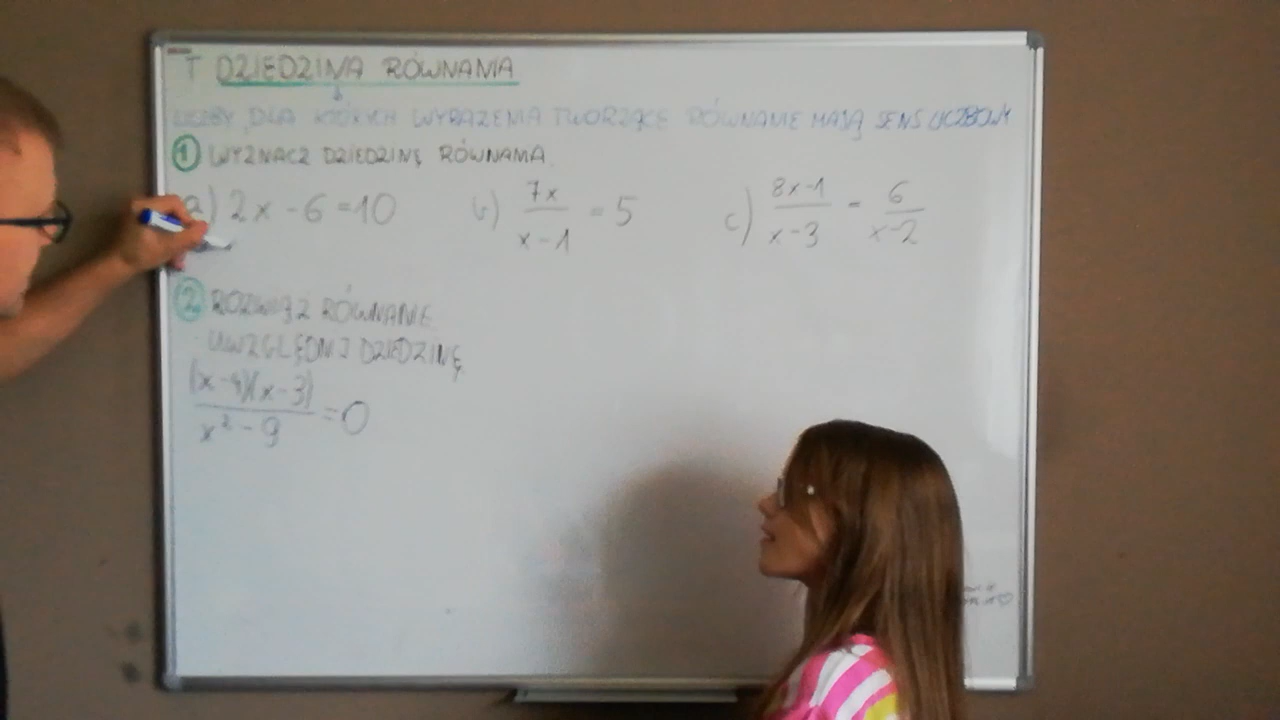 T DZIEDZINA RÓWNANIA
LICZBY, DLA KTÓRYCH WYRAŻENIA TWORZĄCE RÓWNANIE MAJĄ SENS LICZBOWY
1 WYZNACZ DZIEDZINĘ RÓWNANIA
a) 2x - 6 = 10 b) 7x / x - 1 = 5 c) 8x - 1 / x - 3 = 6 / x - 2
2 ROZWIĄŻ RÓWNANIE
UWZGLĘDNIJ DZIEDZINĘ
(x - 4)(x - 3) / x² - 9 = 0